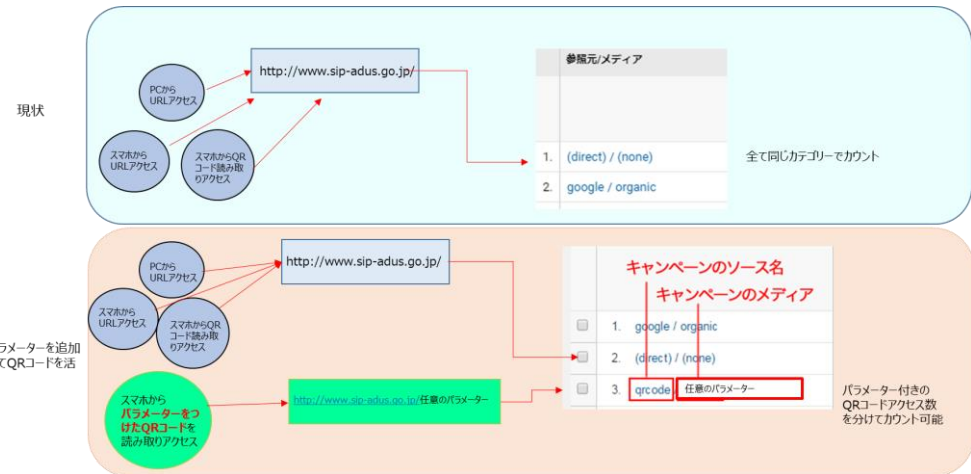 現状
PCから
URLアクセス
スマホから
URLアクセス
スマホからQR
コード読み取
りアクセス
http://www.sip-adus.go.jp/
参照元/メディア
1. (direct) / (none)
2. google / organic
全て同じカテゴリーでカウント
ラメーターを追加
てQRコードを活
PCから
URLアクセス
スマホから
URLアクセス
スマホからQR
コード読み取
りアクセス
http://www.sip-adus.go.jp/
スマホから
パラメーターをつ
けたQRコードを
読み取りアクセス
http://www.sip-adus.go.jp/任意のパラメーター
キャンペーンのソース名
キャンペーンのメディア
1. google / organic
2. (direct) / (none)
3. qrcode / 任意のパラメーター
パラメーター付きの
QRコードアクセス数
を分けてカウント可能